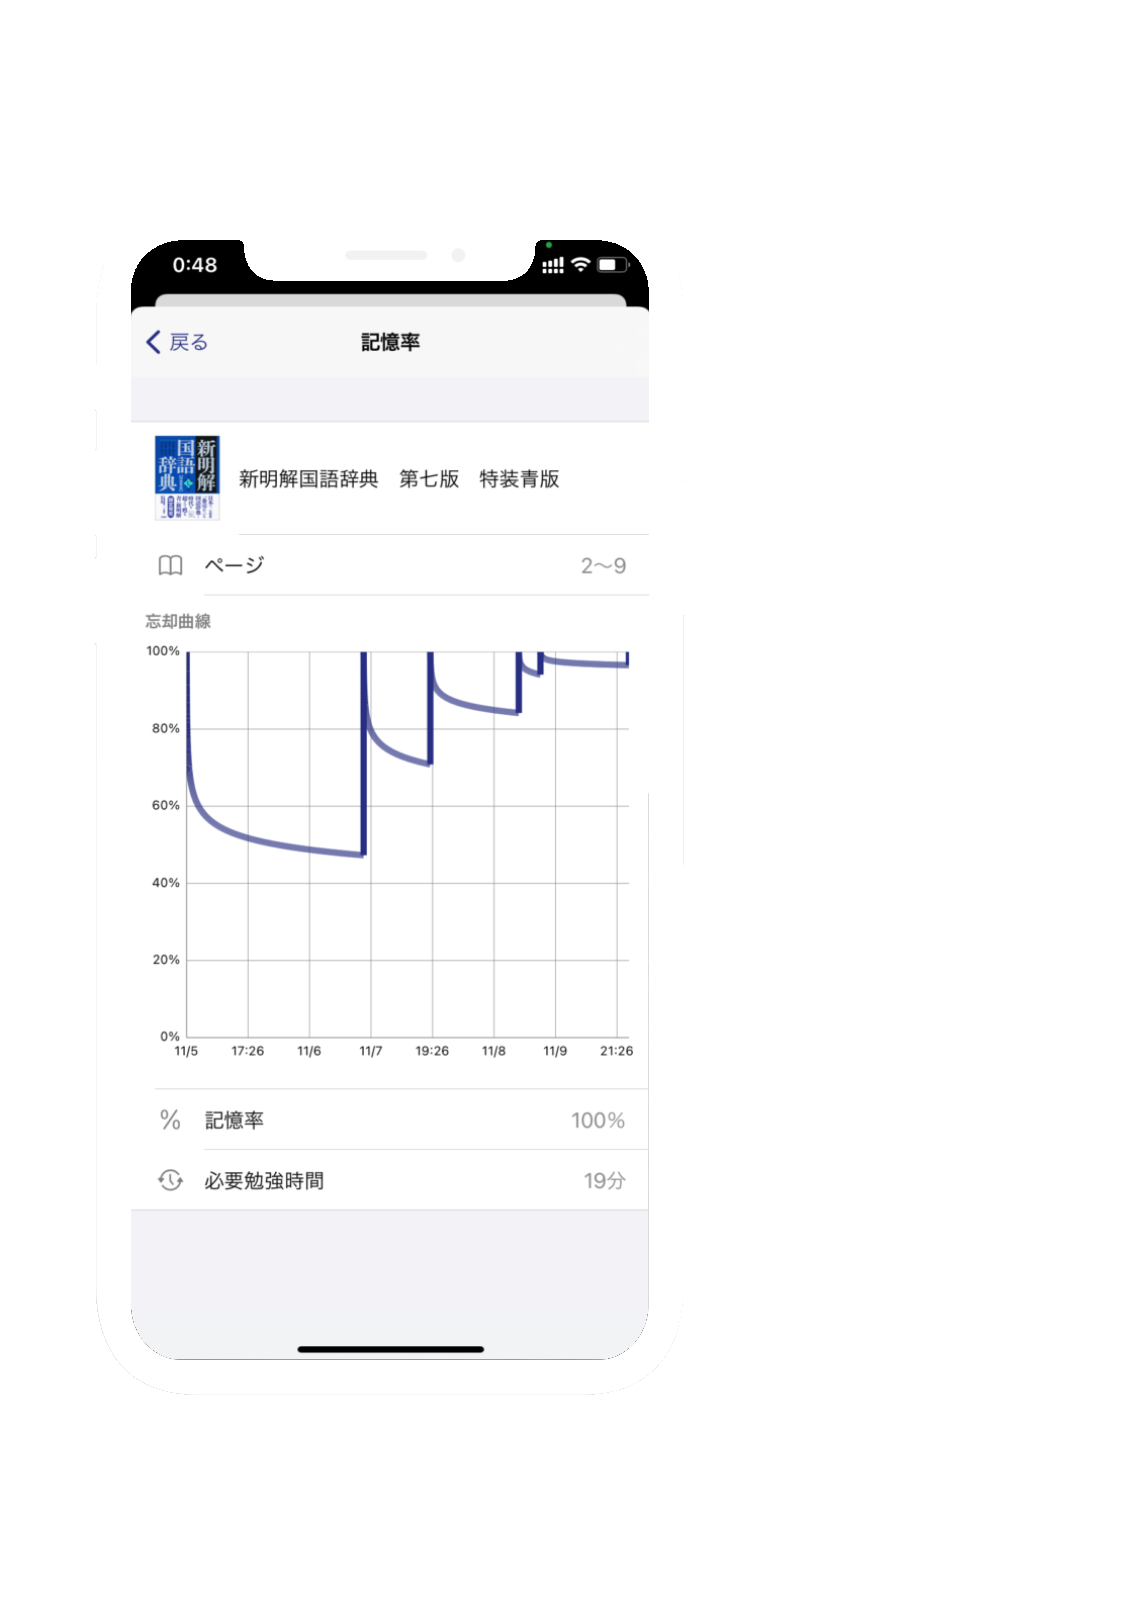 0:48
戻る
記憶率
新明解
国語
辞典
新明解国語辞典　第七版　特装青版
ページ
2〜9
忘却曲線
100%
80%
60%
40%
20%
0%
11/5 17:26 11/6 11/7 19:26 11/8 11/9 21:26
% 記憶率
100%
必要勉強時間
19分